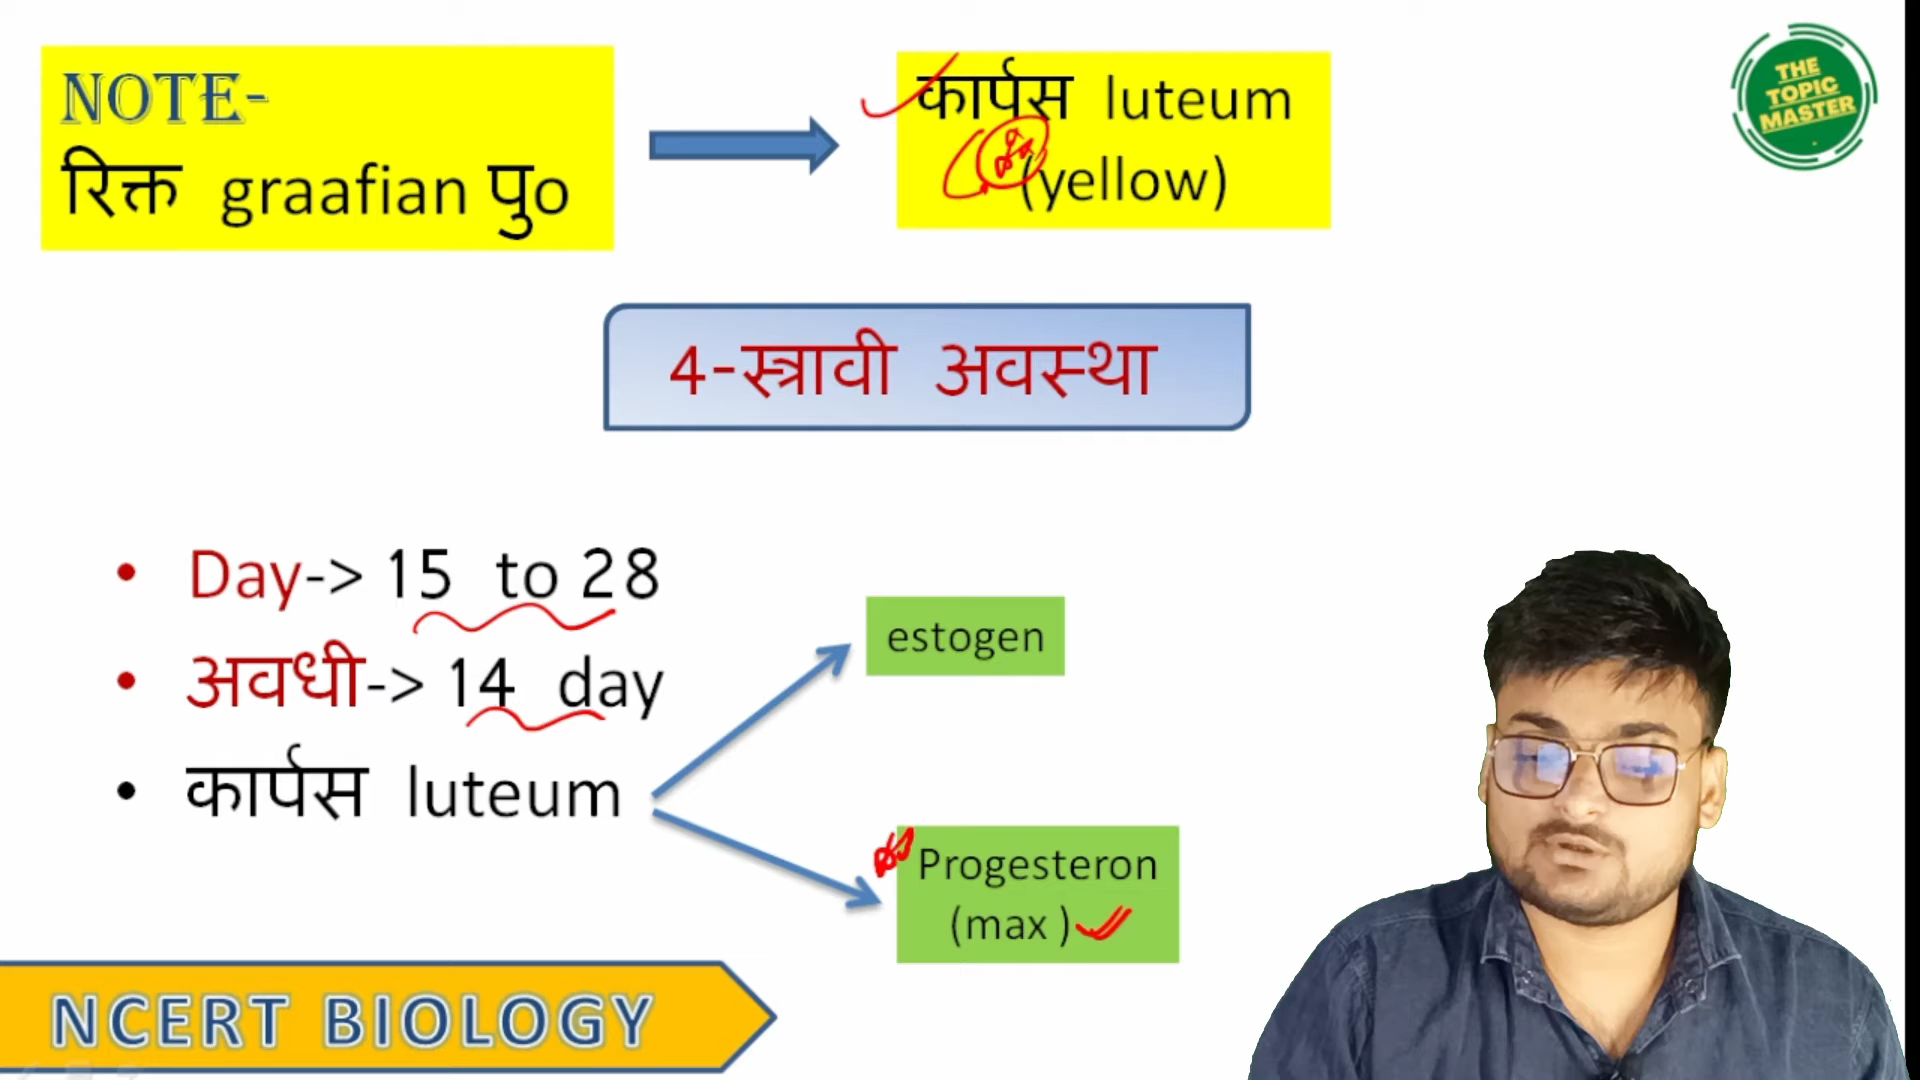 NOTE-
रिक्त graafian पुo
कार्पस luteum
(yellow)
THE
TOPIC
MASTER
4-स्त्रावी अवस्था
• Day-> 15 to 28
• अवधी-> 14 day
• कार्पस luteum
estogen
Progesteron
(max )
NCERT BIOLOGY